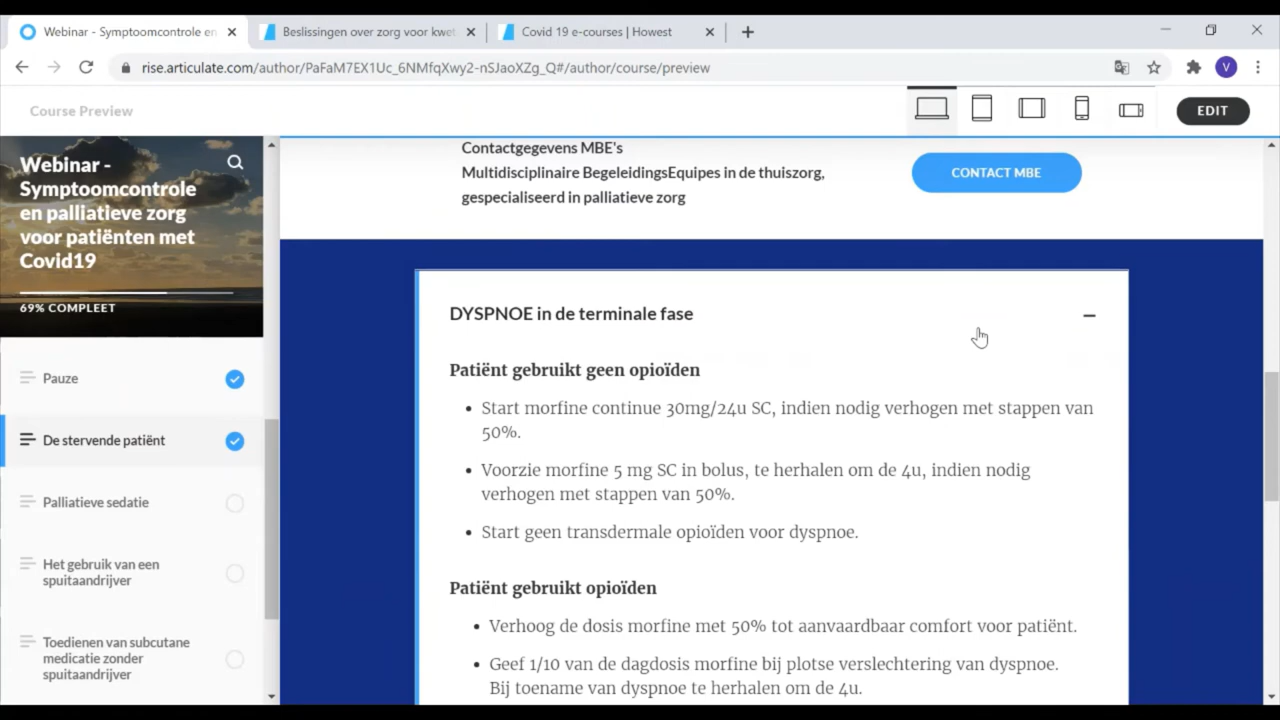 Webinar - Symptoomcontrole en
Beslissingen over zorg voor kwet
Covid 19 e-courses | Howest
rise.articulate.com/author/PaFaM7EX1Uc_6NMfqXwy2-nSJaoXZg_Q#/author/course/preview
V
Course Preview
EDIT
Webinar -
Symptoomcontrole
en palliatieve zorg
voor patiënten met
Covid19
69% COMPLEET
Pauze
De stervende patiënt
Palliatieve sedatie
Het gebruik van een
spuitaandrijver
Toedienen van subcutane
medicatie zonder
spuitaandrijver
Contactgegevens MBE's
Multidisciplinaire BegeleidingsEquipes in de thuiszorg,
gespecialiseerd in palliatieve zorg
CONTACT MBE
DYSPNOE in de terminale fase
Patiënt gebruikt geen opioïden
• Start morfine continue 30mg/24u SC, indien nodig verhogen met stappen van
50%.
• Voorzie morfine 5 mg SC in bolus, te herhalen om de 4u, indien nodig
verhogen met stappen van 50%.
• Start geen transdermale opioïden voor dyspnoe.
Patiënt gebruikt opioïden
• Verhoog de dosis morfine met 50% tot aanvaardbaar comfort voor patiënt.
• Geef 1/10 van de dagdosis morfine bij plotse verslechtering van dyspnoe.
Bij toename van dyspnoe te herhalen om de 4u.